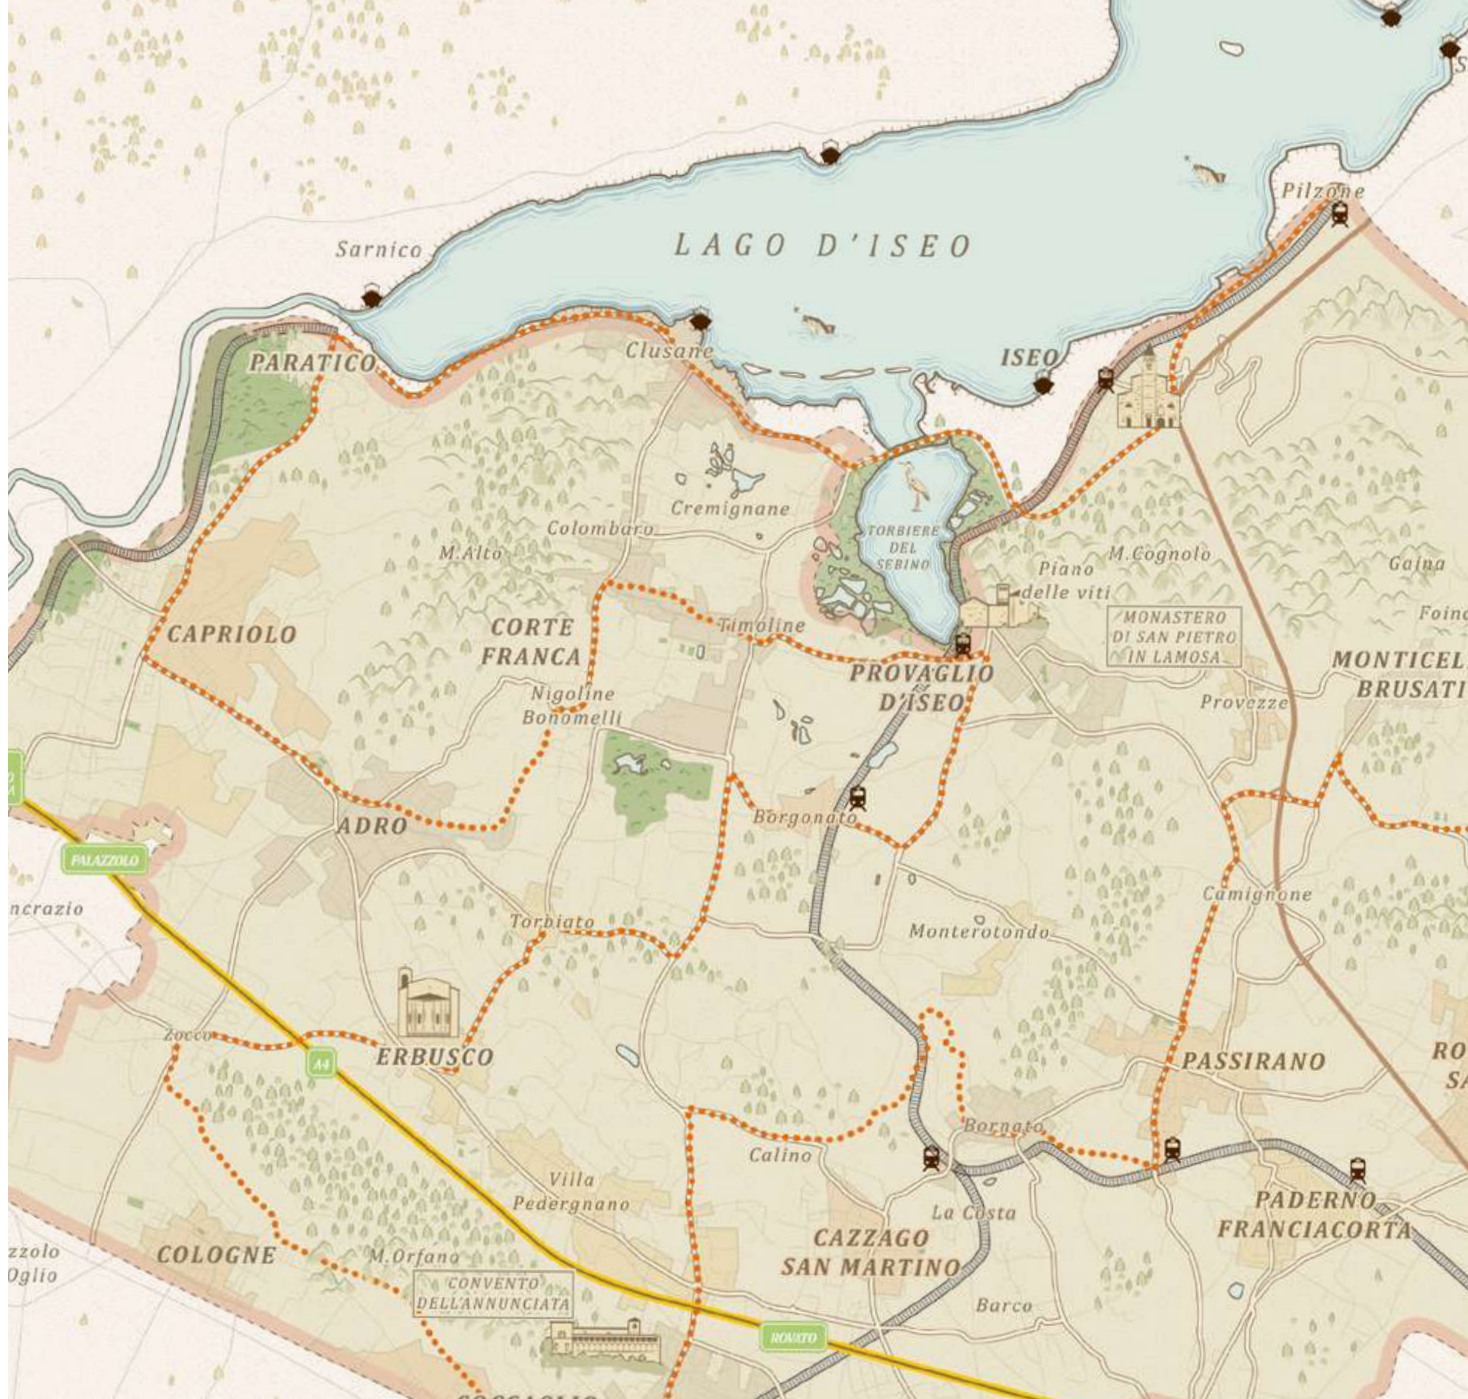 Pilzone
Sarnico
LAGO D'ISEO
PARATICO
Clusane
ISEO
Cremignane
Colombaro
TORBIERE
DEL
SEBINO
M.Alto
M.Cognolo
Piano
delle viti
Gaina
CAPRIOLO
CORTE
FRANCA
Timoline
MONASTERO
DI SAN PIETRO
IN LAMOSA
MONTICEL
BRUSATI
PROVAGLIO
D'ISEO
Nigoline
Bonomelli
Provezze
ADRO
Borgonato
PALAZZOLO
ncrazio
Torbiato
Monterotondo
Camignone
Zocco
ERBUSCO
A4
PASSIRANO
RO
SA
Bornato
Calino
Villa
Pedergnano
La Costa
PADERNO
FRANCIACORTA
COLOGNE
M.Orfano
CAZZAGO
SAN MARTINO
zzolo
Oglio
CONVENTO
DELL'ANNUNCIATA
Barco
ROVATO